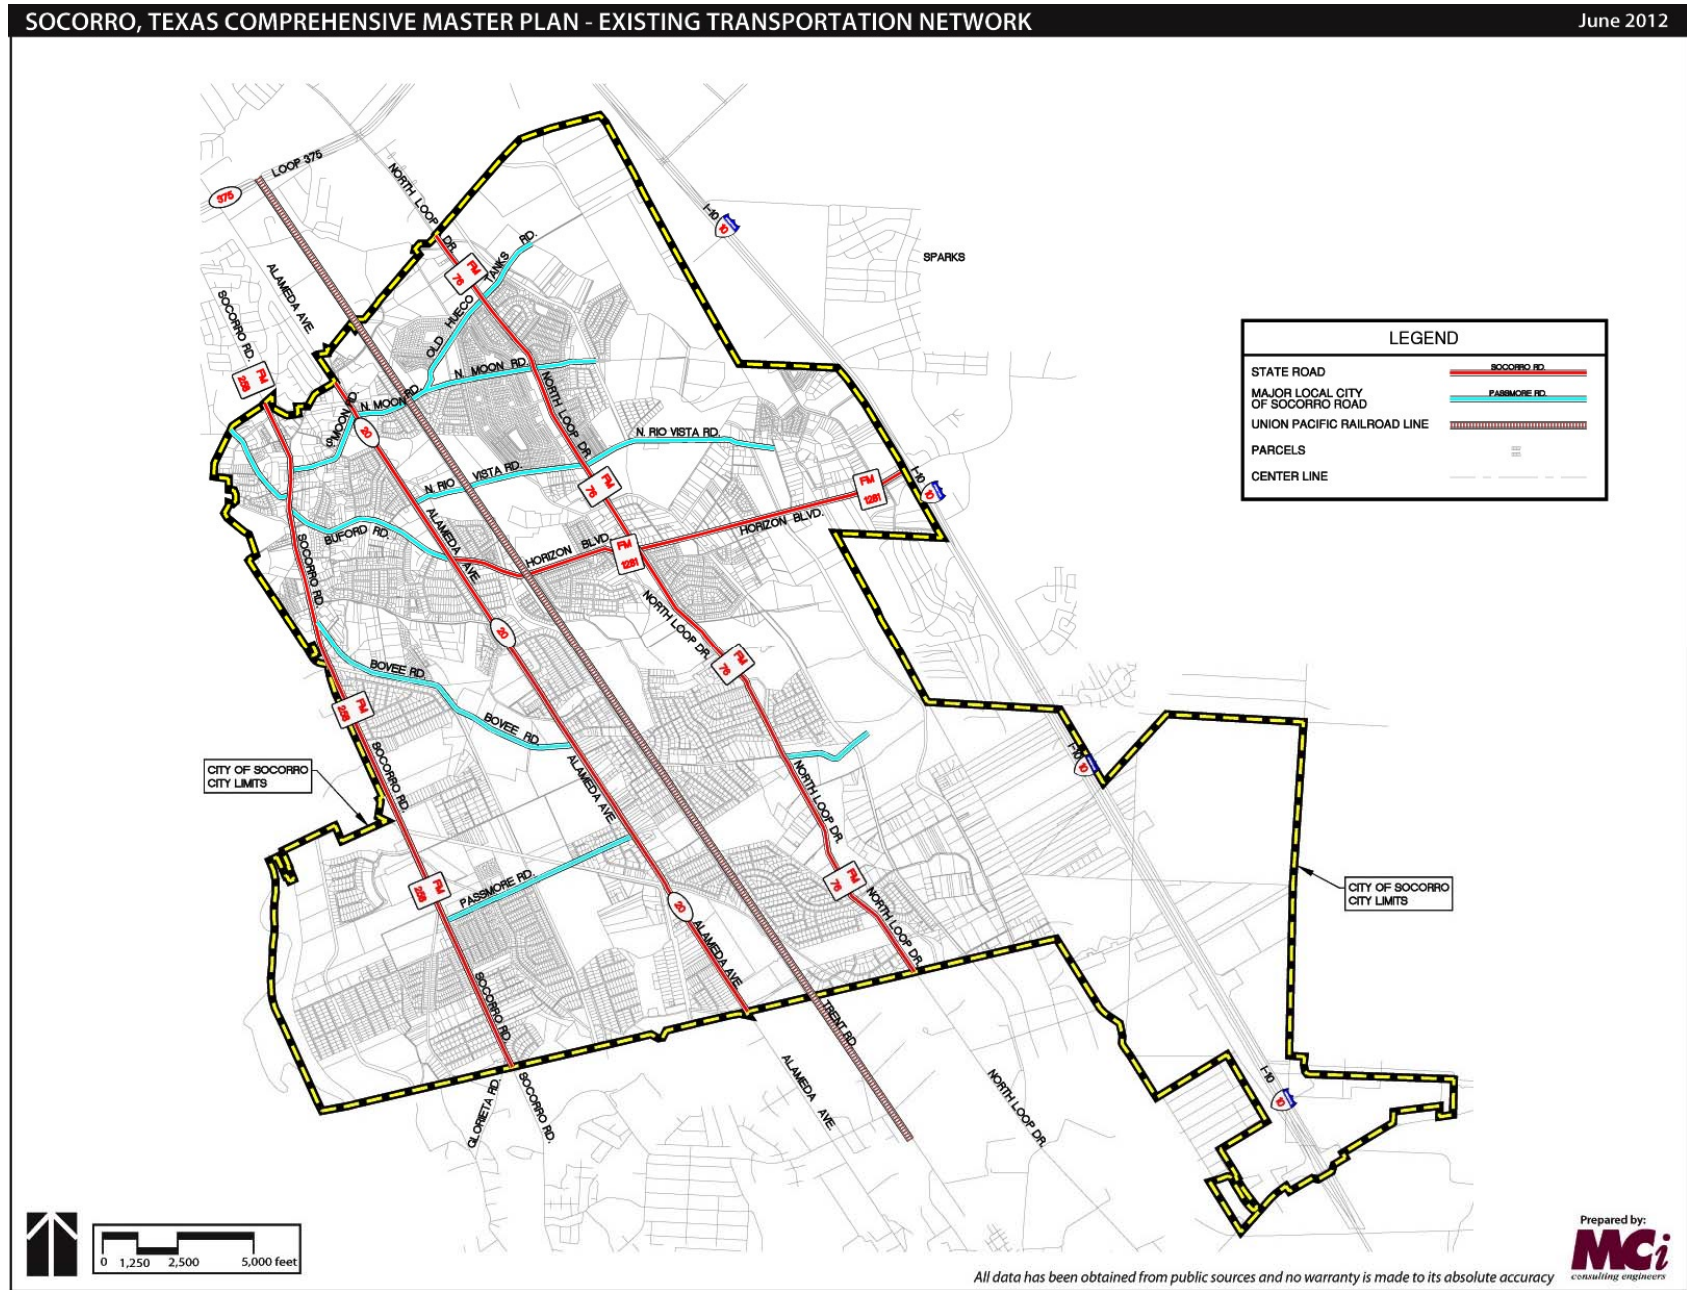 SOCORRO, TEXAS COMPREHENSIVE MASTER PLAN - EXISTING TRANSPORTATION NETWORK
June 2012
LOOP 375
375
NORTH LOOP DR.
I-10
10
ALAMEDA AVE.
SOCORRO RD.
SPARKS
FM
76
OLD HUECO TANKS RD.
FM
258
N. MOON RD.
N. MOON RD.
S. MOON RD.
20
NORTH LOOP DR.
N. RIO VISTA RD.
N. RIO VISTA RD.
FM
76
FM
1281
I-10
10
BUFORD RD.
ALAMEDA AVE.
HORIZON BLVD.
HORIZON BLVD.
FM
1281
SOCORRO RD.
NORTH LOOP DR.
20
FM
76
BOVEE RD.
FM
258
BOVEE RD.
SOCORRO RD.
ALAMEDA AVE.
NORTH LOOP DR.
I-10
10
CITY OF SOCORRO
CITY LIMITS
PASSMORE RD.
FM
258
20
FM
76
NORTH LOOP DR.
ALAMEDA AVE.
CITY OF SOCORRO
CITY LIMITS
SOCORRO RD.
TRENT RD.
GLORIETA RD.
SOCORRO RD.
ALAMEDA AVE.
NORTH LOOP DR.
I-10
10
LEGEND
STATE ROAD
SOCORRO RD.
MAJOR LOCAL CITY
OF SOCORRO ROAD
PASSMORE RD.
UNION PACIFIC RAILROAD LINE
PARCELS
CENTER LINE
0 1,250 2,500 5,000 feet
All data has been obtained from public sources and no warranty is made to its absolute accuracy
Prepared by:
MCi
consulting engineers